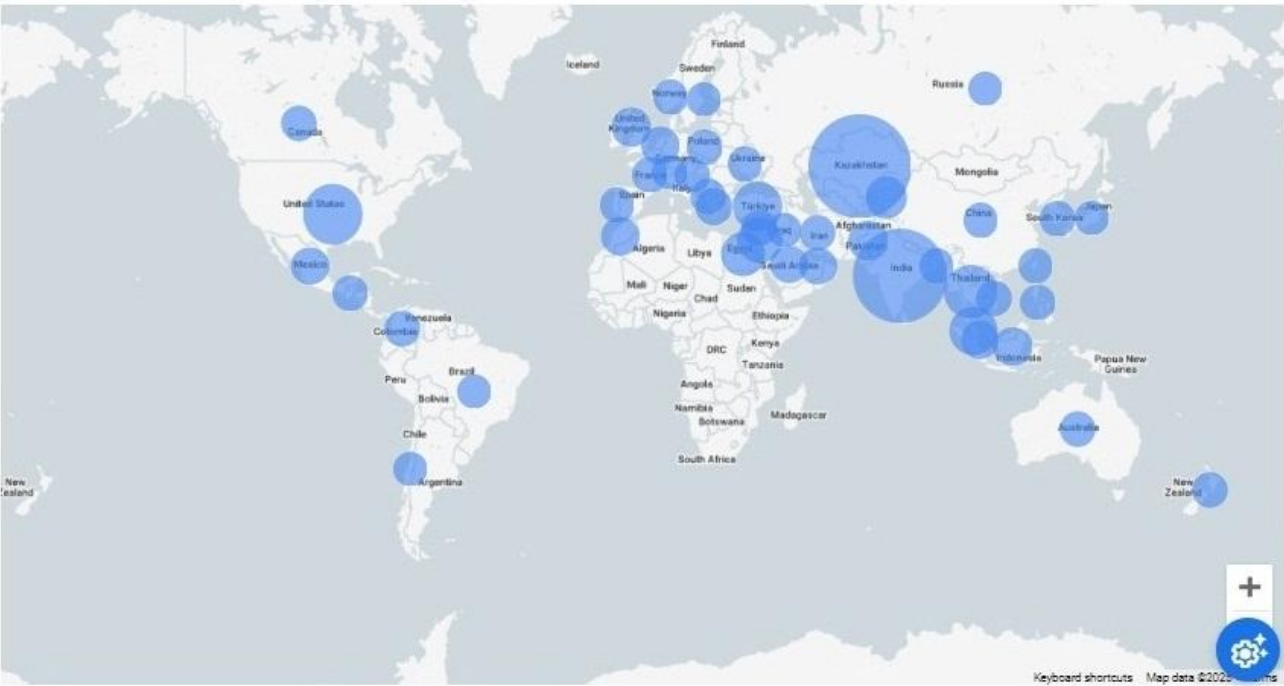 Finland
Iceland
Sweden
Russia
Norway
Canada
United
Kingdom
Poland
Germany
Ukraine
Kazakhstan
Mongolia
France
Italy
Spain
United States
Türkiye
China
South Korea
Japan
Afghanistan
Iran
Pakistan
Algeria
Libya
Egypt
Saudi Arabia
Mexico
India
Thailand
Mali
Niger
Sudan
Chad
Nigeria
Ethiopia
Venezuela
Colombia
DRC
Kenya
Tanzania
Indonesia
Papua New
Guinea
Peru
Brazil
Bolivia
Angola
Namibia
Botswana
Madagascar
Australia
Chile
South Africa
Argentina
New
Zealand
New
Zealand
Keyboard shortcuts
Map data